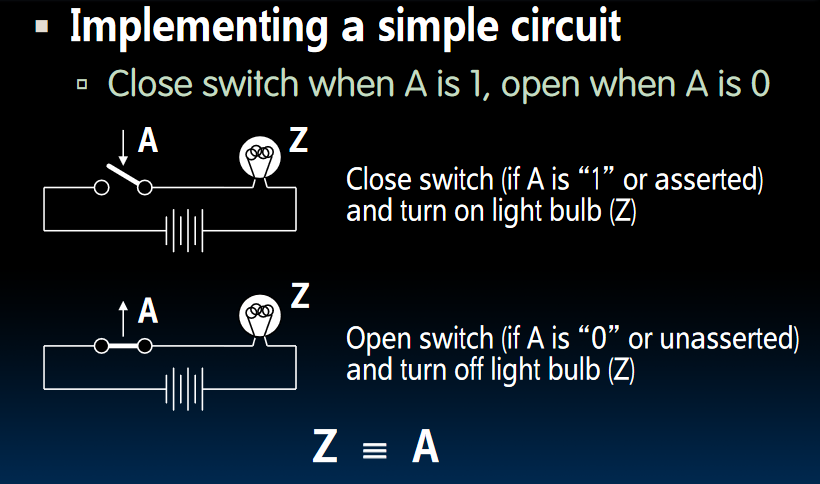 Implementing a simple circuit
Close switch when A is 1, open when A is 0
A
Z
Close switch (if A is “1” or asserted)
and turn on light bulb (Z)
A
Z
Open switch (if A is “0” or unasserted)
and turn off light bulb (Z)
Z ≡ A